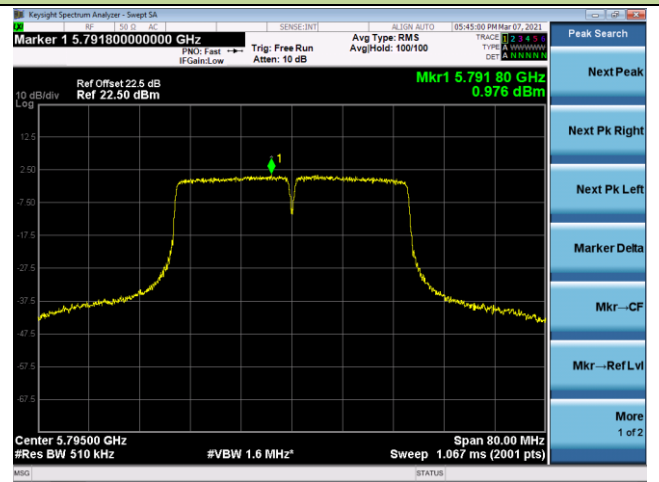 Keysight Spectrum Analyzer - Swept SA
RF 50 Ω AC SENSE:INT ALIGN AUTO 05:45:00 PM Mar 07, 2021
Marker 1 5.791800000000 GHz
PNO: Fast
IFGain:Low
Trig: Free Run
Atten: 10 dB
Avg Type: RMS
Avg|Hold: 100/100
TRACE 1 2 3 4 5 6
TYPE A WWWWW
DET A N N N N N
Peak Search
Ref Offset 22.5 dB
10 dB/div Ref 22.50 dBm
Log
Mkr1 5.791 80 GHz
0.976 dBm
Next Peak
12.5
1
Next Pk Right
2.50
Next Pk Left
-7.50
-17.5
Marker Delta
-27.5
-37.5
Mkr→CF
-47.5
Mkr→Ref Lvl
-57.5
-67.5
More
1 of 2
Center 5.79500 GHz Span 80.00 MHz
#Res BW 510 kHz #VBW 1.6 MHz* Sweep 1.067 ms (2001 pts)
MSG STATUS